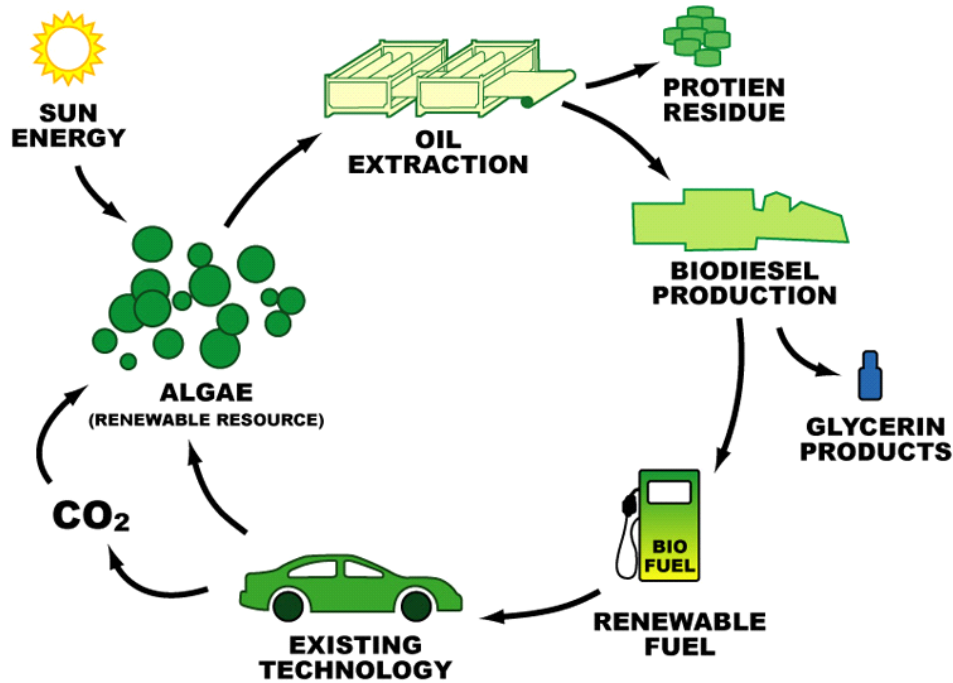 SUN
ENERGY
OIL
EXTRACTION
PROTIEN
RESIDUE
BIODIESEL
PRODUCTION
GLYCERIN
PRODUCTS
BIO
FUEL
RENEWABLE
FUEL
EXISTING
TECHNOLOGY
CO₂
ALGAE
(RENEWABLE RESOURCE)